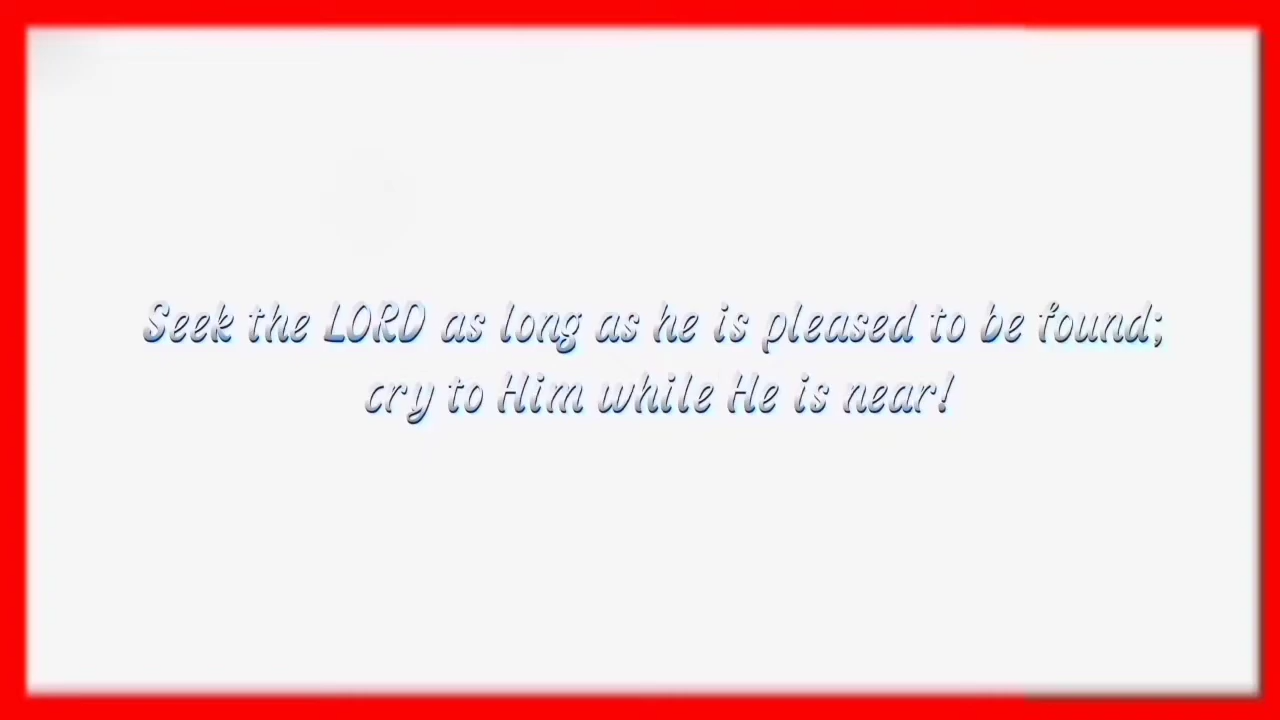 Seek the LORD as long as he is pleased to be found;
cry to Him while He is near!